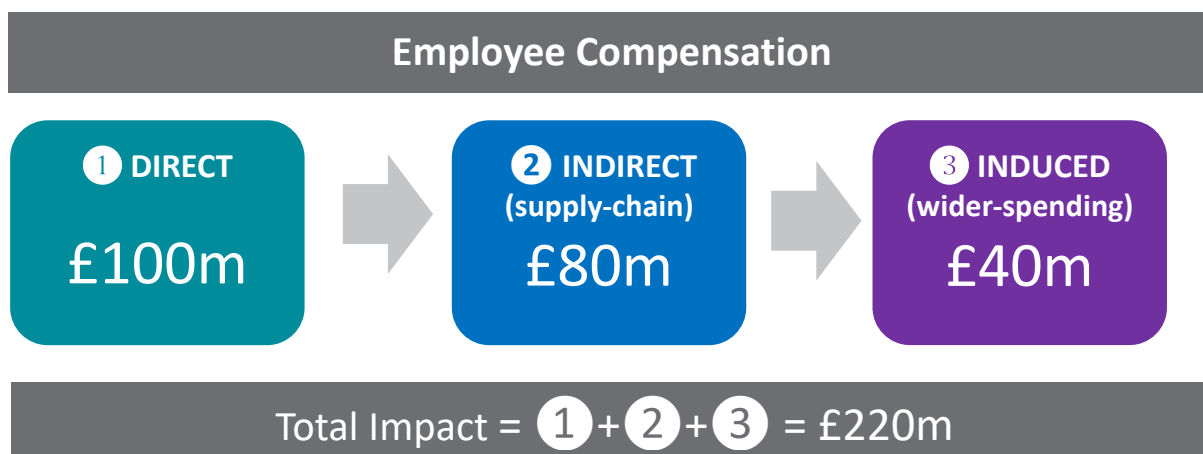 Employee Compensation
① DIRECT
£100m
❷ INDIRECT
(supply-chain)
£80m
③ INDUCED
(wider-spending)
£40m
Total Impact = ①+②+③ = £220m